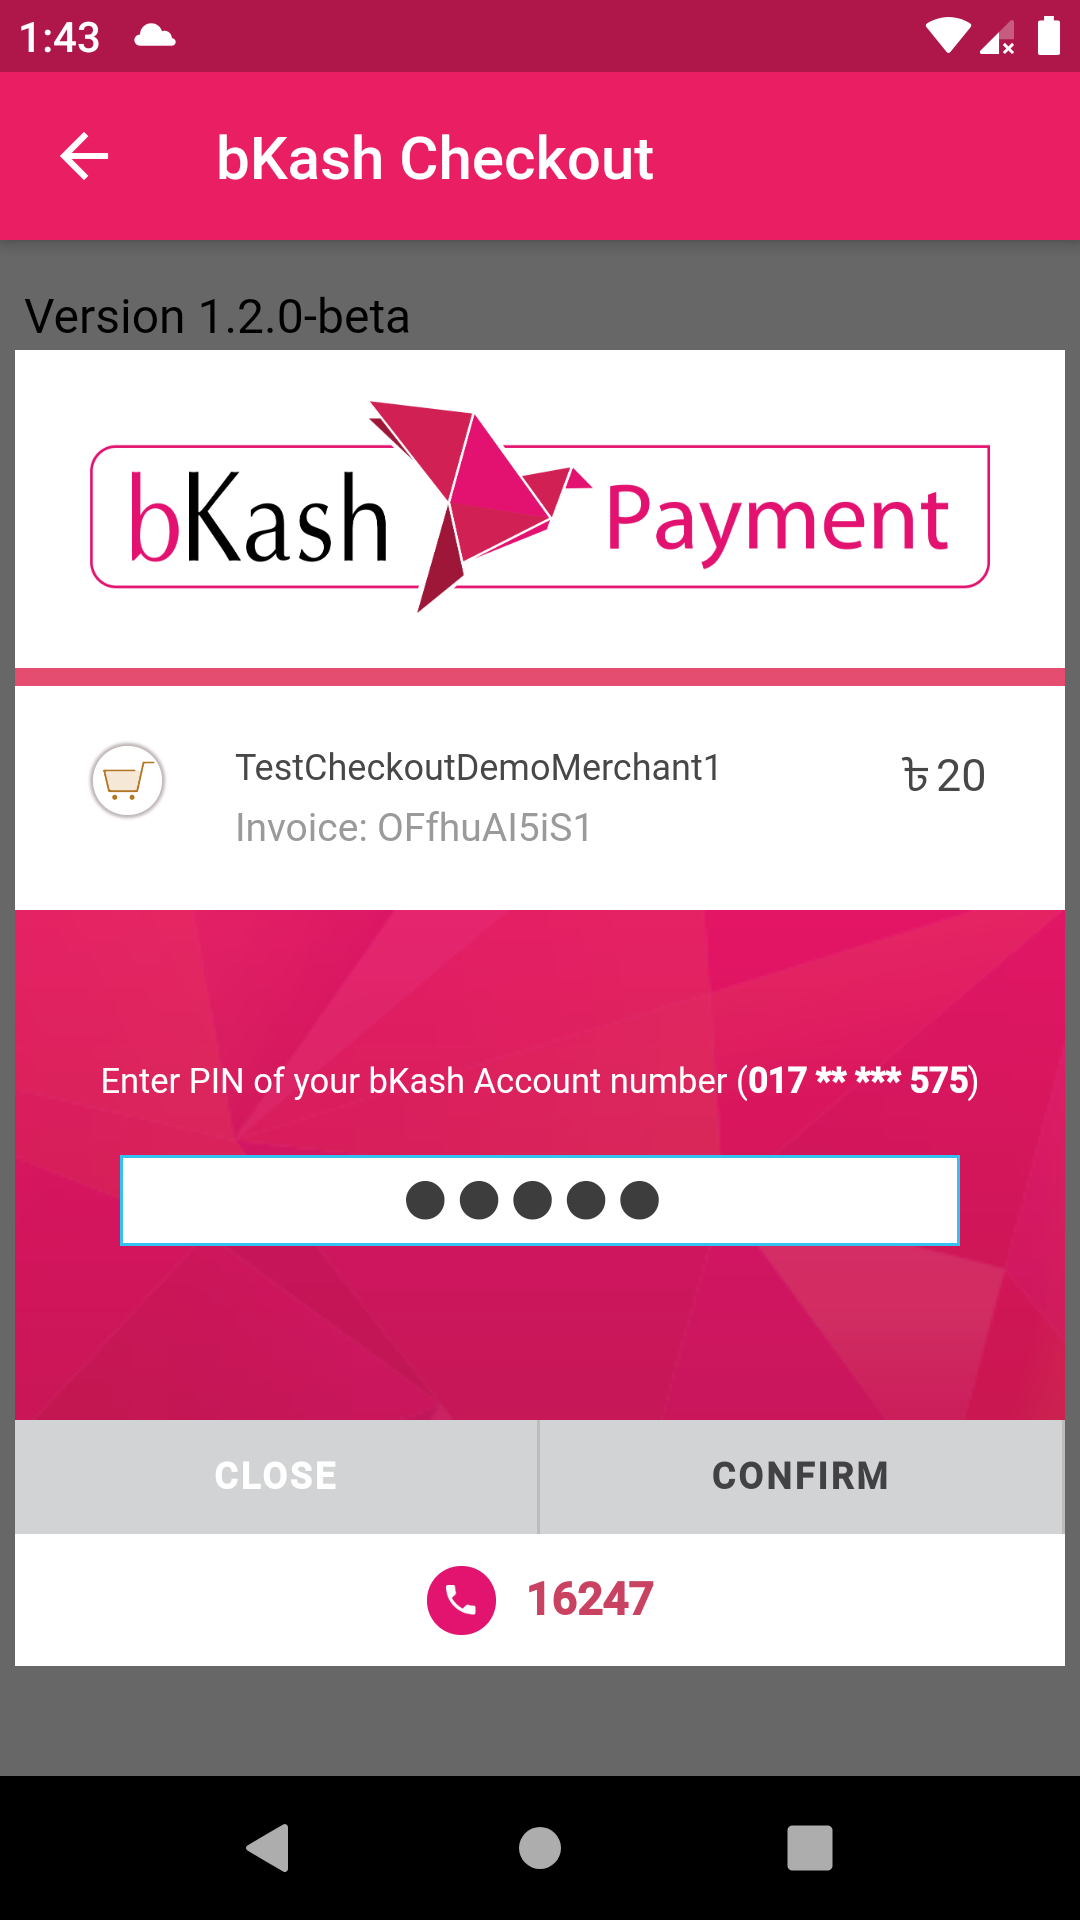 1:43
bKash Checkout
Version 1.2.0-beta
bKash Payment
TestCheckoutDemoMerchant1
৳ 20
Invoice: OFfhuAI5iS1
Enter PIN of your bKash Account number (017 ** *** 575)
CLOSE
CONFIRM
16247